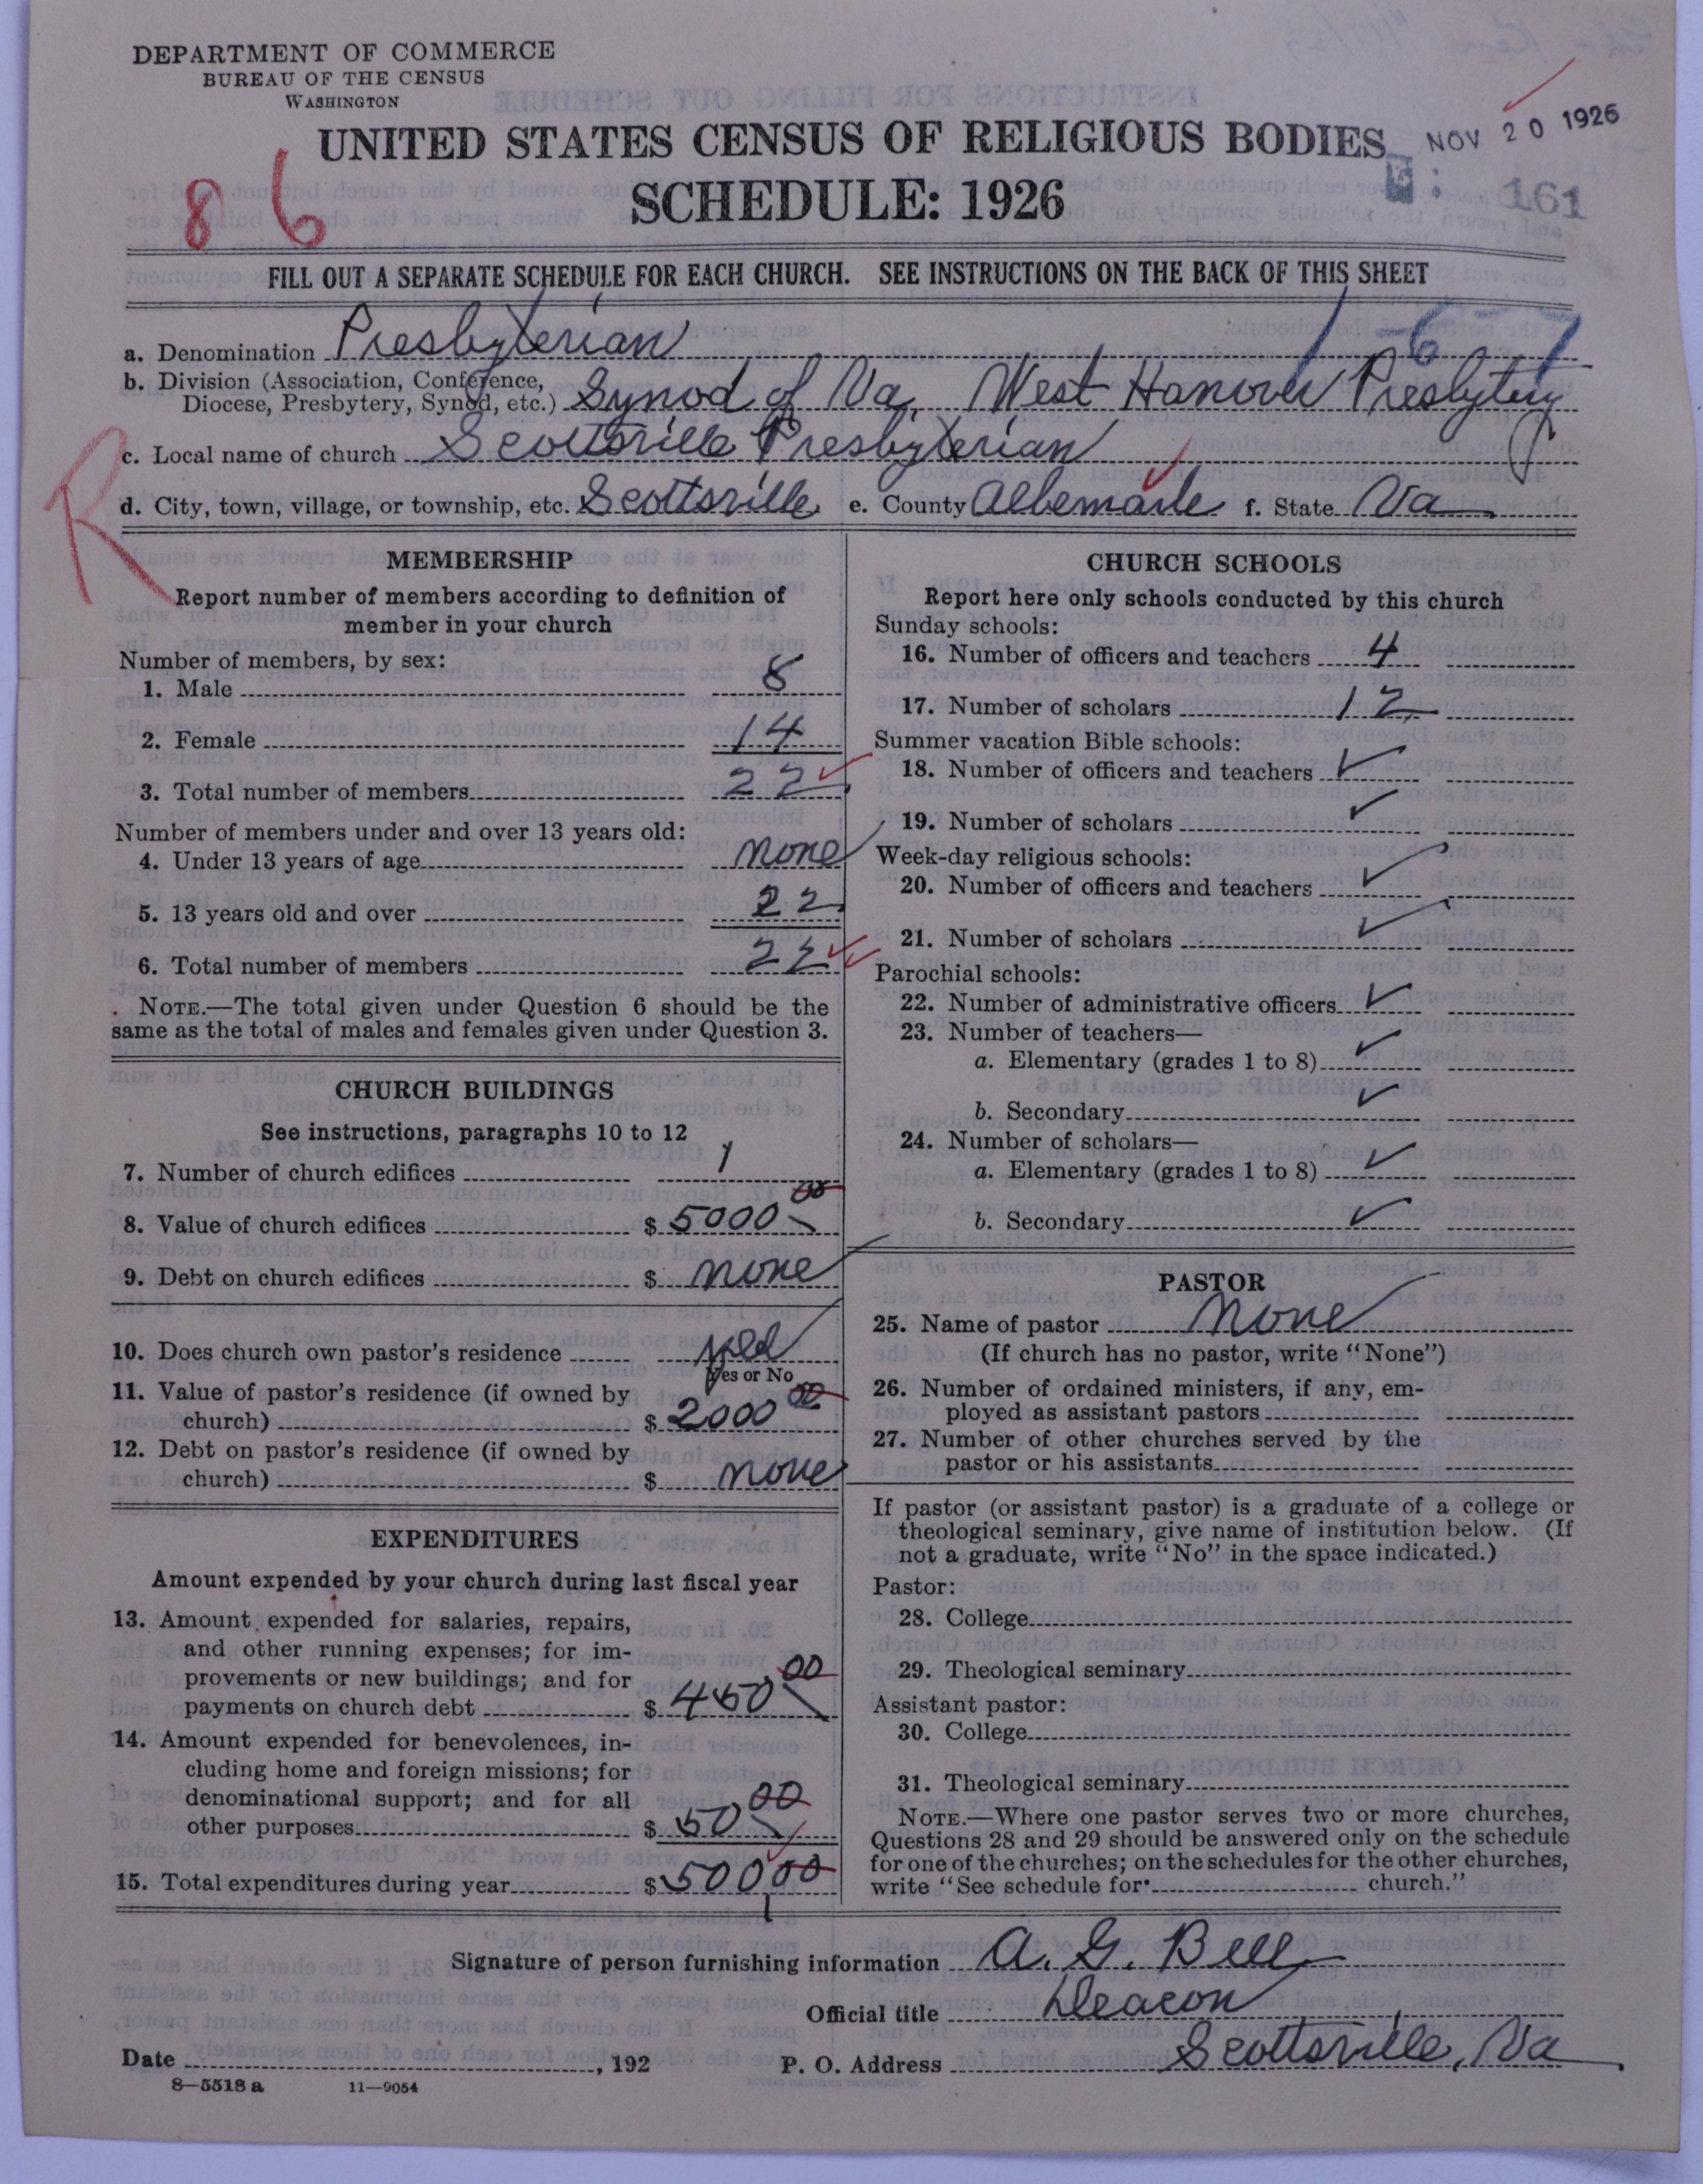 DEPARTMENT OF COMMERCE
BUREAU OF THE CENSUS
WASHINGTON
UNITED STATES CENSUS OF RELIGIOUS BODIES
SCHEDULE: 1926
NOV 20 1926
161
86
FILL OUT A SEPARATE SCHEDULE FOR EACH CHURCH. SEE INSTRUCTIONS ON THE BACK OF THIS SHEET
1-6-1
a. Denomination Presbyterian
b. Division (Association, Conference,
Diocese, Presbytery, Synod, etc.) Synod of Va. West Hanover Presbytery
c. Local name of church Scottsville Presbyterian
R
d. City, town, village, or township, etc. Scottsville e. County Albemarle f. State Va
MEMBERSHIP
Report number of members according to definition of
member in your church
Number of members, by sex:
1. Male 8
2. Female 14
3. Total number of members 22
Number of members under and over 13 years old:
4. Under 13 years of age none
5. 13 years old and over 22
6. Total number of members 22
NOTE.—The total given under Question 6 should be the
same as the total of males and females given under Question 3.
CHURCH BUILDINGS
See instructions, paragraphs 10 to 12
7. Number of church edifices 1
8. Value of church edifices $ 5000 00
9. Debt on church edifices $ none
10. Does church own pastor's residence yes
Yes or No
11. Value of pastor's residence (if owned by
church) $ 2000 00
12. Debt on pastor's residence (if owned by
church) $ none
EXPENDITURES
Amount expended by your church during last fiscal year
13. Amount expended for salaries, repairs,
and other running expenses; for im-
provements or new buildings; and for
payments on church debt $ 450 00
14. Amount expended for benevolences, in-
cluding home and foreign missions; for
denominational support; and for all
other purposes $ 50 00
15. Total expenditures during year $ 500 00
CHURCH SCHOOLS
Report here only schools conducted by this church
Sunday schools:
16. Number of officers and teachers 4
17. Number of scholars 12
Summer vacation Bible schools:
18. Number of officers and teachers ✓
19. Number of scholars ✓
Week-day religious schools:
20. Number of officers and teachers ✓
21. Number of scholars ✓
Parochial schools:
22. Number of administrative officers ✓
23. Number of teachers—
a. Elementary (grades 1 to 8) ✓
b. Secondary ✓
24. Number of scholars—
a. Elementary (grades 1 to 8) ✓
b. Secondary ✓
PASTOR
25. Name of pastor None
(If church has no pastor, write "None")
26. Number of ordained ministers, if any, em-
ployed as assistant pastors
27. Number of other churches served by the
pastor or his assistants
If pastor (or assistant pastor) is a graduate of a college or
theological seminary, give name of institution below. (If
not a graduate, write "No" in the space indicated.)
Pastor:
28. College
29. Theological seminary
Assistant pastor:
30. College
31. Theological seminary
NOTE.—Where one pastor serves two or more churches,
Questions 28 and 29 should be answered only on the schedule
for one of the churches; on the schedules for the other churches,
write "See schedule for church."
Signature of person furnishing information A. G. Bell
Official title Deacon
Date , 192 P. O. Address Scottsville, Va
8—5518 a 11—9054